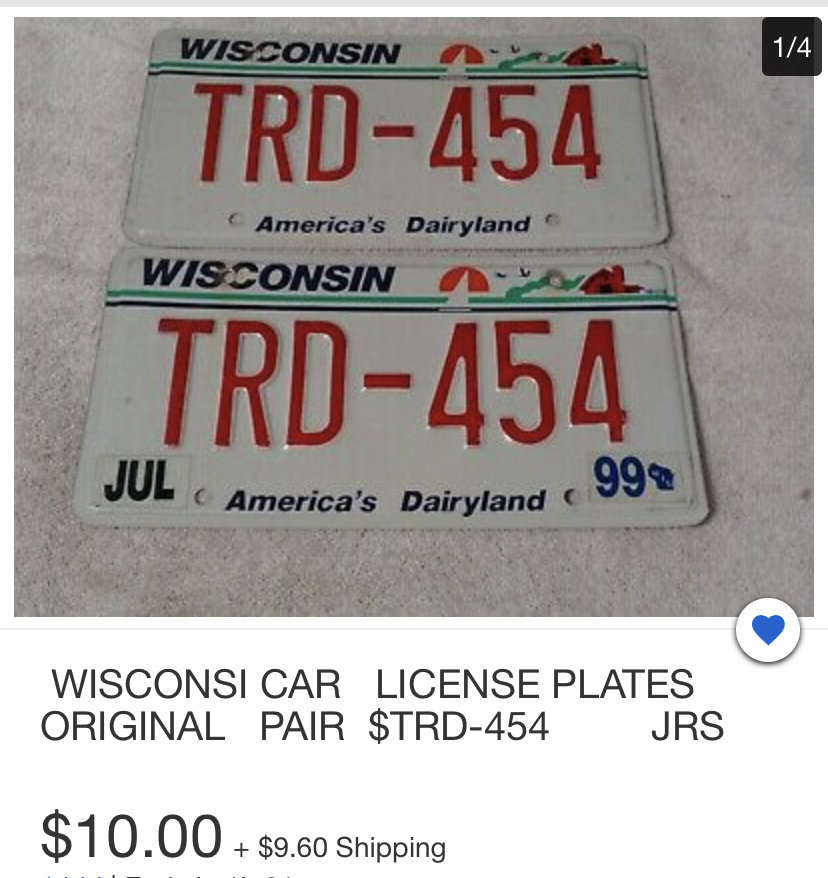 1/4
WISCONSIN
TRD-454
America's Dairyland
WISCONSIN
TRD-454
JUL
99
America's Dairyland
WISCONSI CAR LICENSE PLATES
ORIGINAL PAIR $TRD-454 JRS
$10.00 + $9.60 Shipping